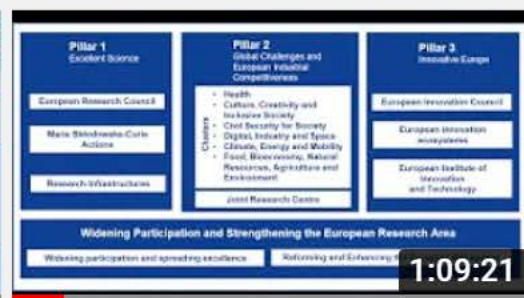 Pillar 1
Excellent Science
European Research Council
Marie Skłodowska-Curie
Actions
Research Infrastructures
Pillar 2
Global Challenges and
European Industrial
Competitiveness
Clusters
• Health
• Culture, Creativity and
Inclusive Society
• Civil Security for Society
• Digital, Industry and Space
• Climate, Energy and Mobility
• Food, Bioeconomy, Natural
Resources, Agriculture and
Environment
Joint Research Centre
Pillar 3
Innovative Europe
European Innovation Council
European innovation
ecosystems
European Institute of
Innovation
and Technology
Widening Participation and Strengthening the European Research Area
Widening participation and spreading excellence
Reforming and Enhancing
1:09:21